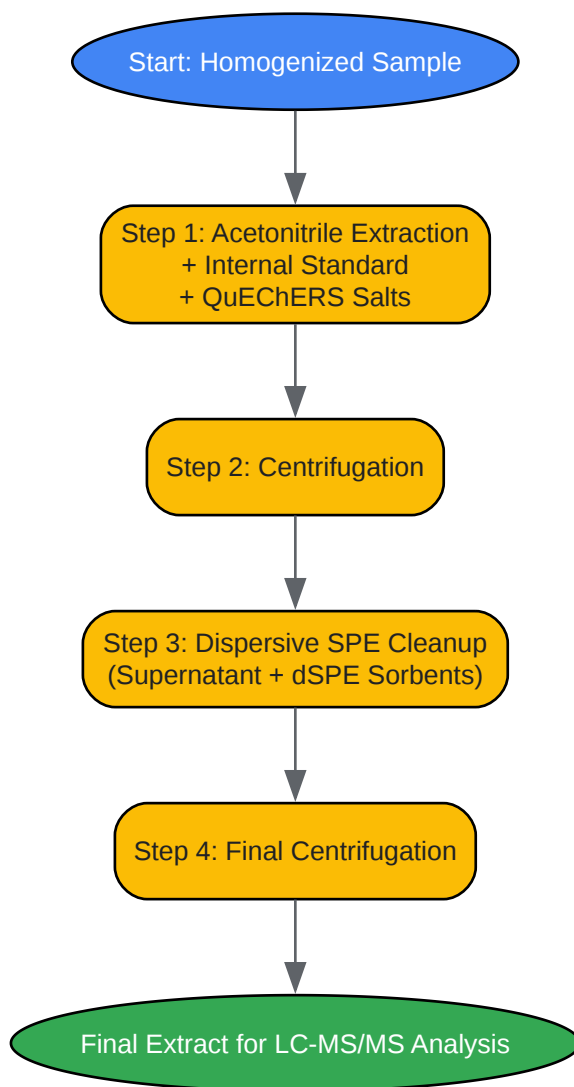 Start: Homogenized Sample
Step 1: Acetonitrile Extraction
+ Internal Standard
+ QuEChERS Salts
Step 2: Centrifugation
Step 3: Dispersive SPE Cleanup
(Supernatant + dSPE Sorbents)
Step 4: Final Centrifugation
Final Extract for LC-MS/MS Analysis